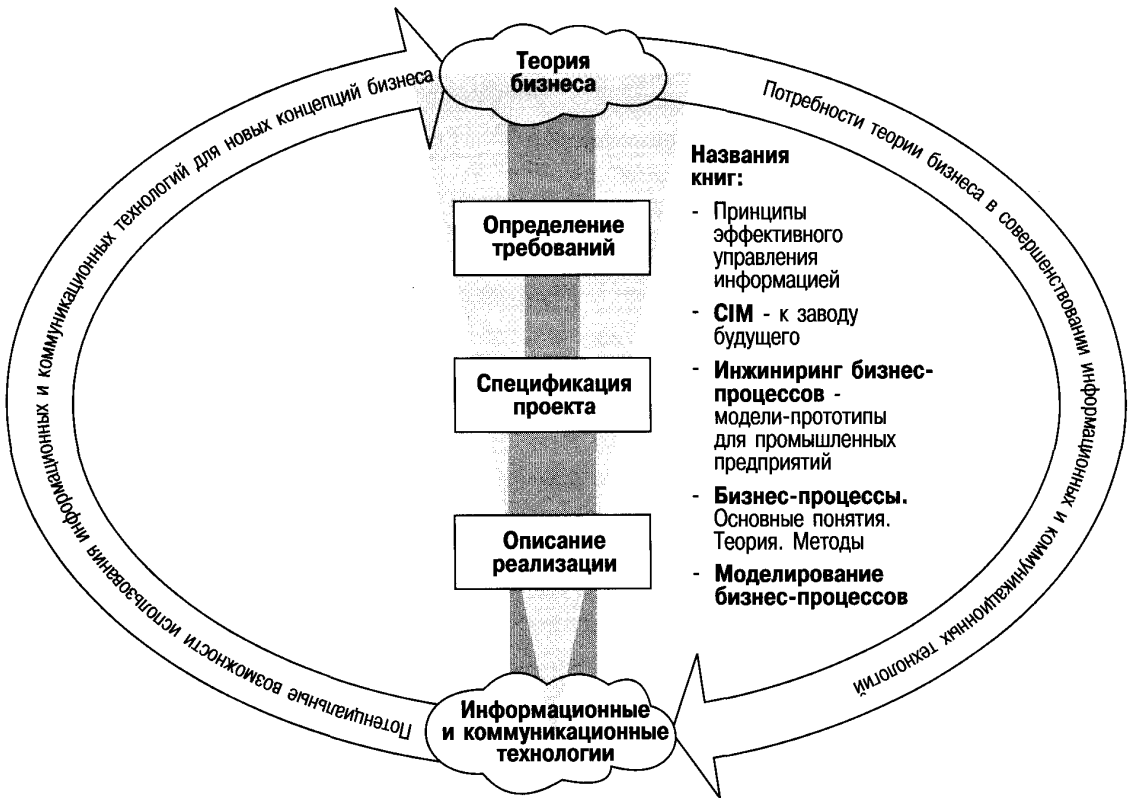 Теория
бизнеса
Потенциальные возможности использования информационных и коммуникационных технологий для новых концепций бизнеса
Потребности теории бизнеса в совершенствовании информационных и коммуникационных технологий
Определение
требований
Спецификация
проекта
Описание
реализации
Названия
книг:
- Принципы
эффективного
управления
информацией
- CIM - к заводу
будущего
- Инжиниринг бизнес-
процессов -
модели-прототипы
для промышленных
предприятий
- Бизнес-процессы.
Основные понятия.
Теория. Методы
- Моделирование
бизнес-процессов
Информационные
и коммуникационные
технологии